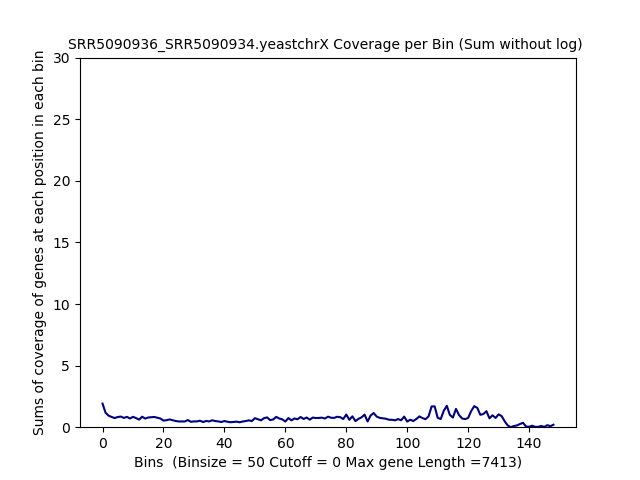 SRR5090936_SRR5090934.yeastchrX Coverage per Bin (Sum without log)
Sums of coverage of genes at each position in each bin
30
25
20
15
10
5
0
0 20 40 60 80 100 120 140
Bins  (Binsize = 50 Cutoff = 0 Max gene Length =7413)